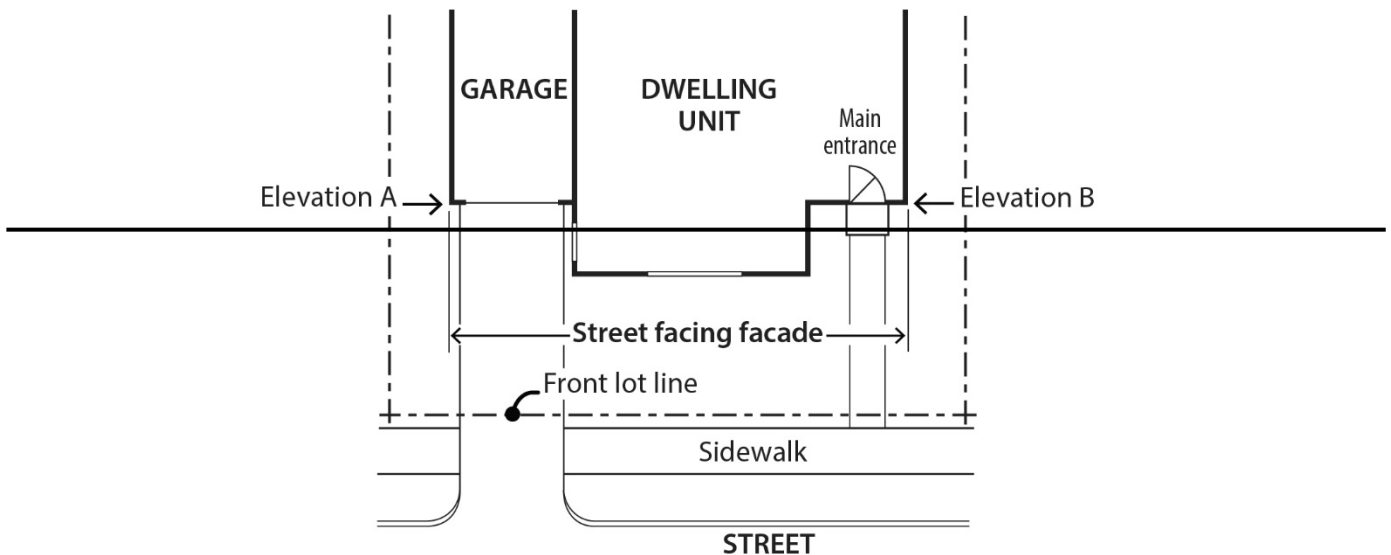 GARAGE
DWELLING
UNIT
Main
entrance
Elevation A
Elevation B
Street facing facade
Front lot line
Sidewalk
STREET